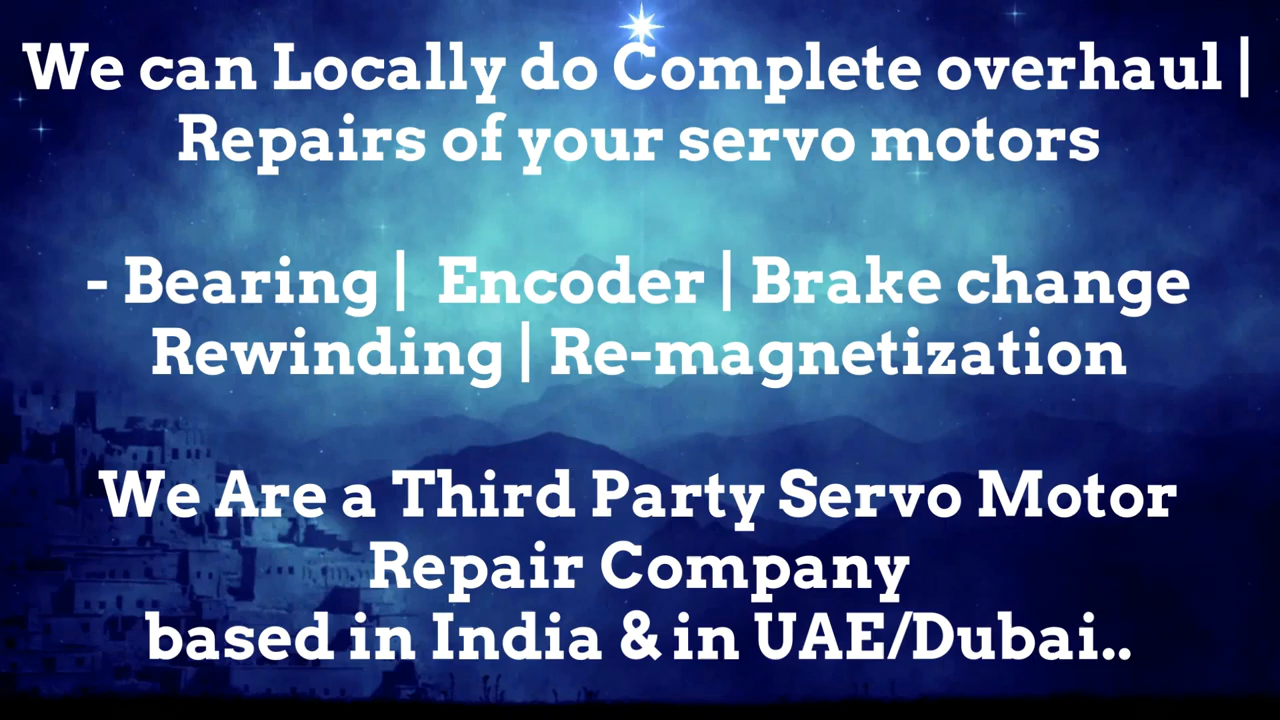 We can Locally do Complete overhaul |
Repairs of your servo motors
- Bearing | Encoder | Brake change
Rewinding | Re-magnetization
We Are a Third Party Servo Motor
Repair Company
based in India & in UAE/Dubai..